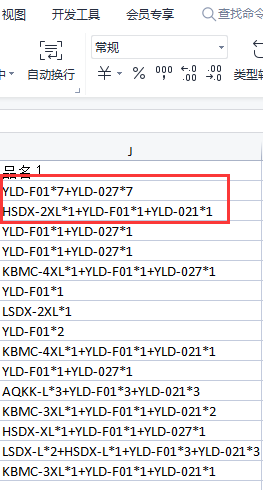 视图 开发工具 会员专享 查找命令
自动换行 常规
¥ % 000 ←.0 .00 .00 →.0 类型
J
品名1
YLD-F01*7+YLD-027*7
HSDX-2XL*1+YLD-F01*1+YLD-021*1
YLD-F01*1+YLD-027*1
YLD-F01*1+YLD-027*1
KBMC-4XL*1+YLD-F01*1+YLD-027*1
YLD-F01*1
LSDX-2XL*1
YLD-F01*2
KBMC-4XL*1+YLD-F01*1+YLD-021*1
YLD-F01*1+YLD-027*1
AQKK-L*3+YLD-F01*3+YLD-021*3
KBMC-3XL*1+YLD-F01*1+YLD-021*2
HSDX-XL*1+YLD-F01*1+YLD-027*1
LSDX-L*2+HSDX-L*1+YLD-F01*3+YLD-021*3
KBMC-3XL*1+YLD-F01*1+YLD-021*1